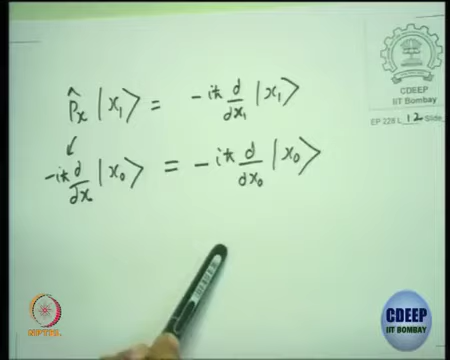 CDEEP
IIT Bombay
EP 228 L 12 Slide
p̂ₓ |x₁⟩ = -iħ d/dx₁ |x₁⟩
↙
-iħ d/dx |x₀⟩ = -iħ d/dx₀ |x₀⟩
NPTEL
CDEEP
IIT Bombay